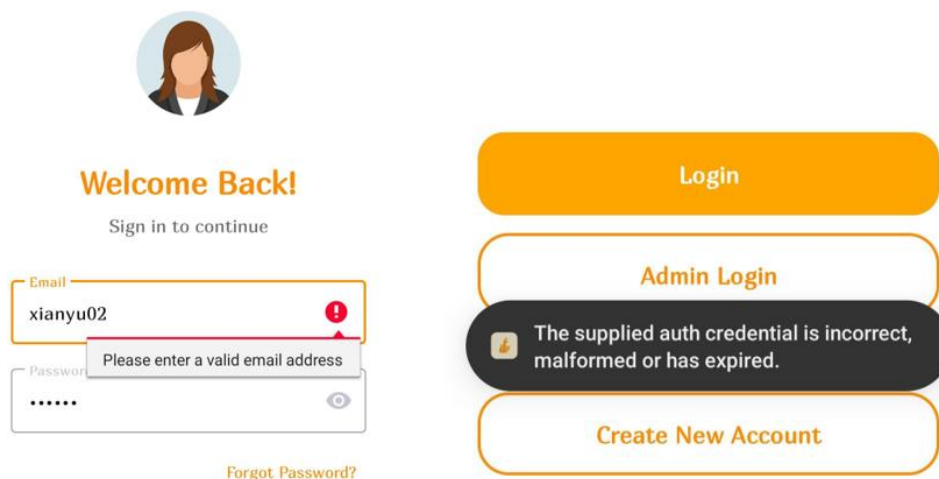 Welcome Back!
Sign in to continue
Email
xianyu02
Please enter a valid email address
Passwor
••••••
Forgot Password?
Login
Admin Login
The supplied auth credential is incorrect,
malformed or has expired.
Create New Account